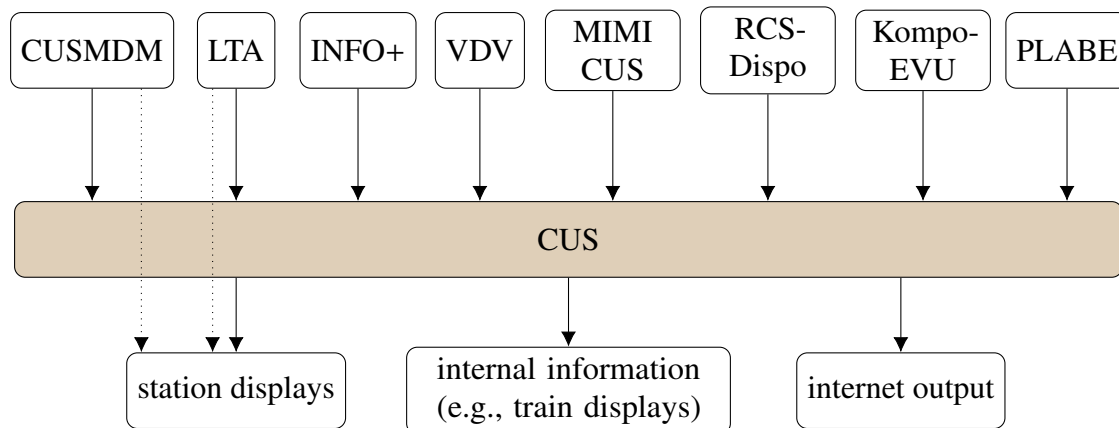 CUSMDM
LTA
INFO+
VDV
MIMI
CUS
RCS-
Dispo
Kompo-
EVU
PLABE
CUS
station displays
internal information
(e.g., train displays)
internet output